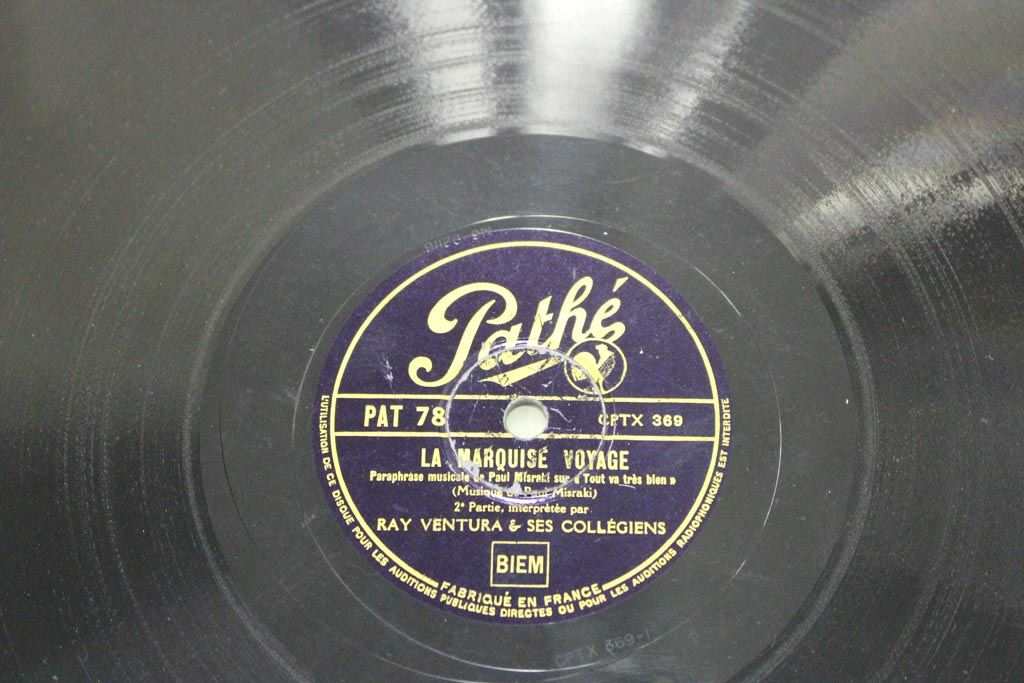 Pathé
PAT 78
CPTX 369
LA MARQUISE VOYAGE
Paraphrase musicale de Paul Misraki sur « Tout va très bien »
(Musique de Paul Misraki)
2e Partie, interprétée par
RAY VENTURA & SES COLLÉGIENS
BIEM
FABRIQUÉ EN FRANCE
L'UTILISATION DE CE DISQUE POUR LES AUDITIONS PUBLIQUES DIRECTES OU POUR LES AUDITIONS RADIOPHONIQUES EST INTERDITE
CPTX 369-1